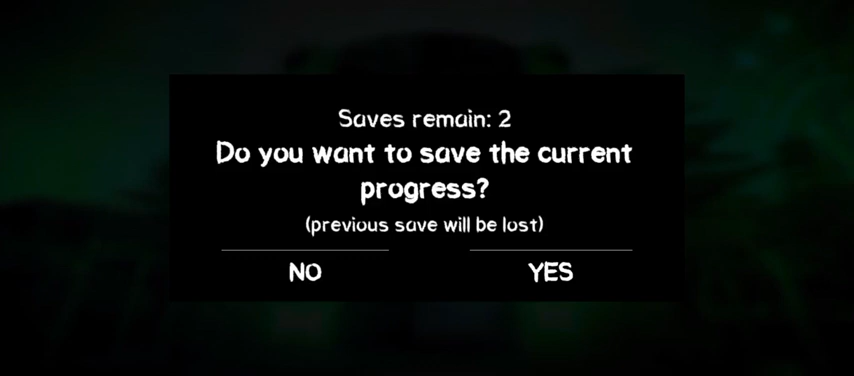 Saves remain: 2
Do you want to save the current
progress?
(previous save will be lost)
NO YES